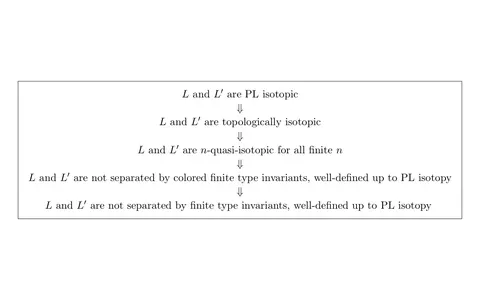 L and L′ are PL isotopic
⇓
L and L′ are topologically isotopic
⇓
L and L′ are n-quasi-isotopic for all finite n
⇓
L and L′ are not separated by colored finite type invariants, well-defined up to PL isotopy
⇓
L and L′ are not separated by finite type invariants, well-defined up to PL isotopy